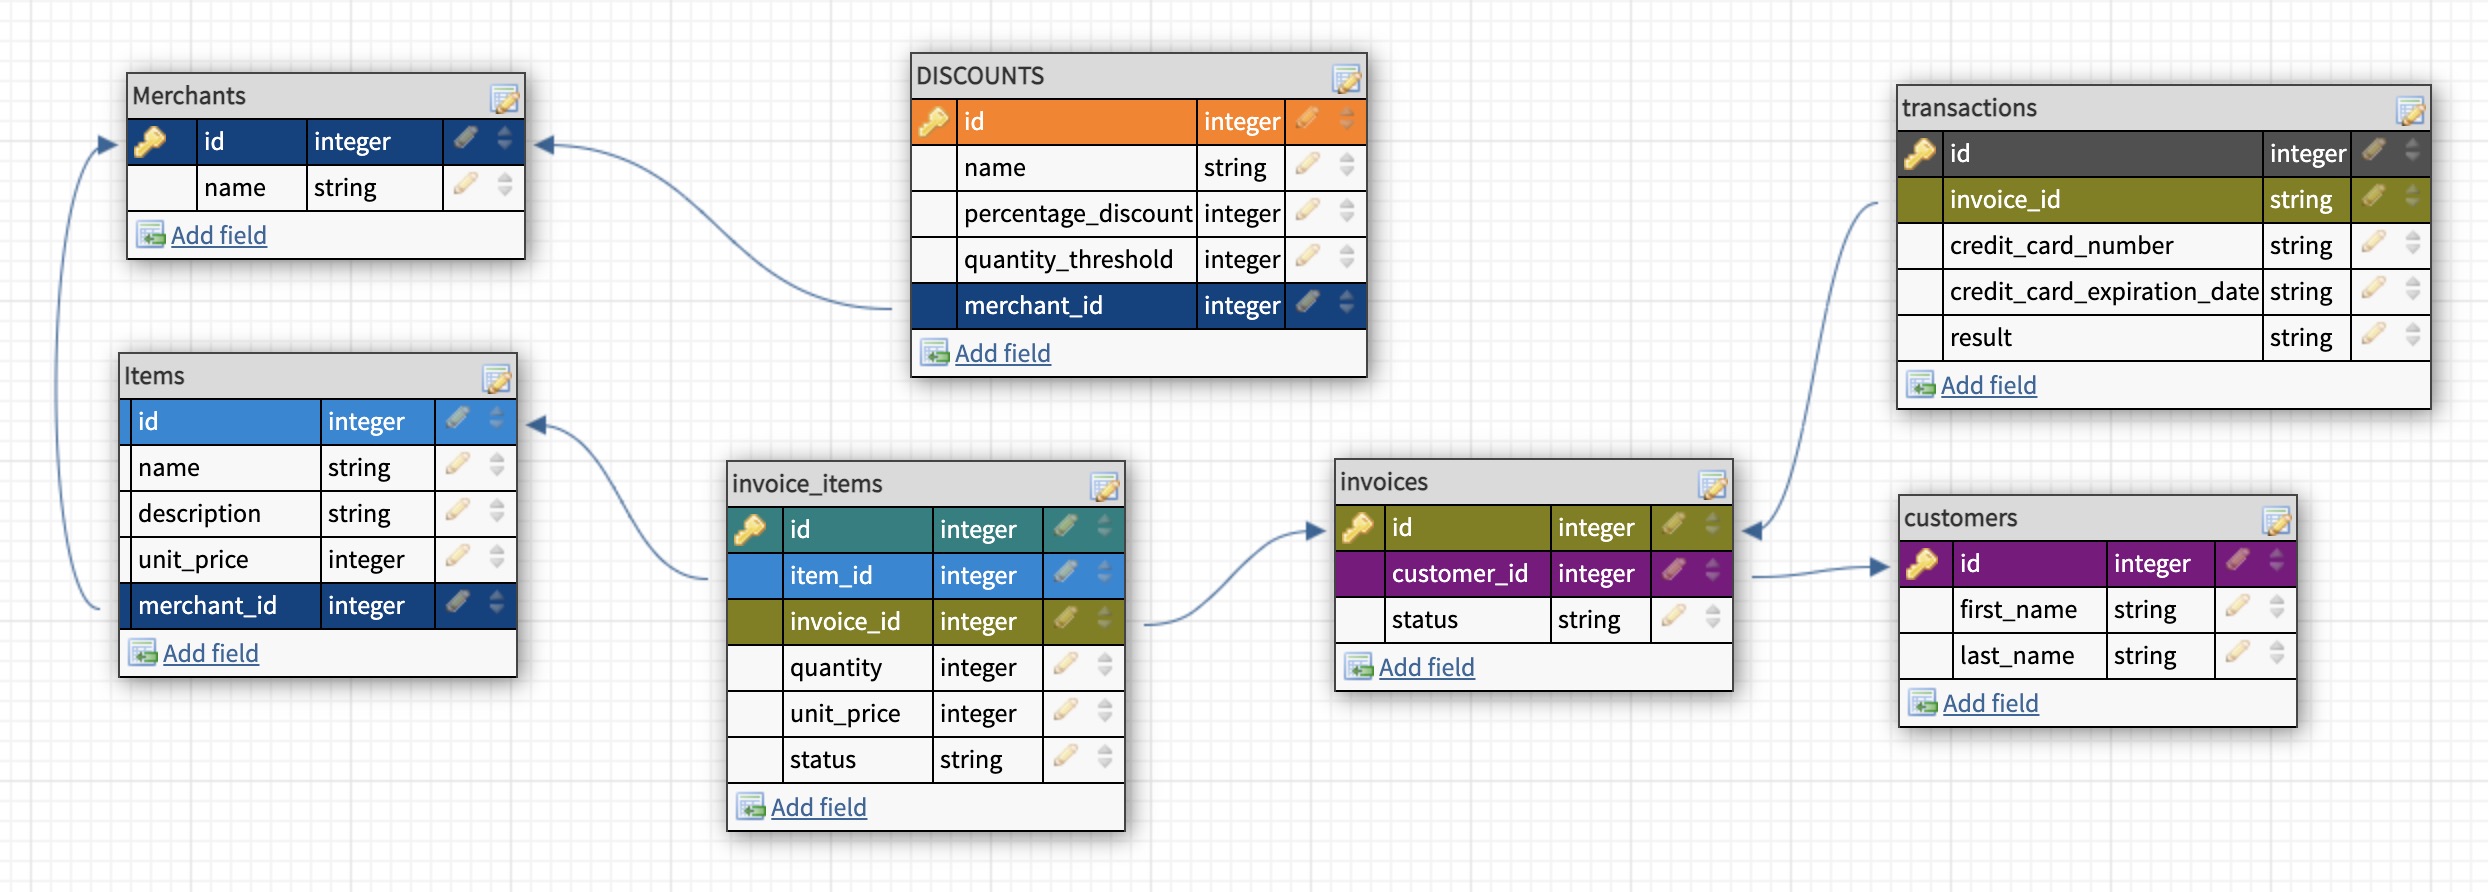 Merchants
id integer
name string
Add field
DISCOUNTS
id integer
name string
percentage_discount integer
quantity_threshold integer
merchant_id integer
Add field
transactions
id integer
invoice_id string
credit_card_number string
credit_card_expiration_date string
result string
Add field
Items
id integer
name string
description string
unit_price integer
merchant_id integer
Add field
invoice_items
id integer
item_id integer
invoice_id integer
quantity integer
unit_price integer
status string
Add field
invoices
id integer
customer_id integer
status string
Add field
customers
id integer
first_name string
last_name string
Add field